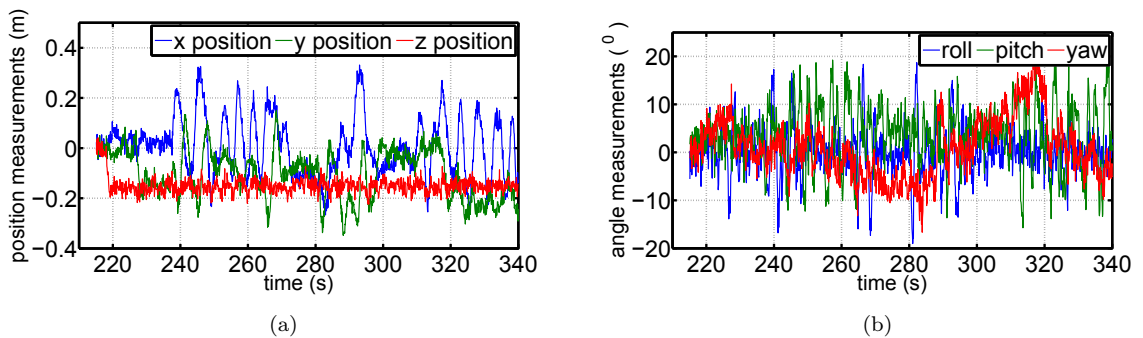 position measurements (m)
0.4
0.2
0
−0.2
−0.4
x position y position z position
220 240 260 280 300 320 340
time (s)
(a)
angle measurements ( ⁰ )
20
10
0
−10
−20
roll pitch yaw
220 240 260 280 300 320 340
time (s)
(b)